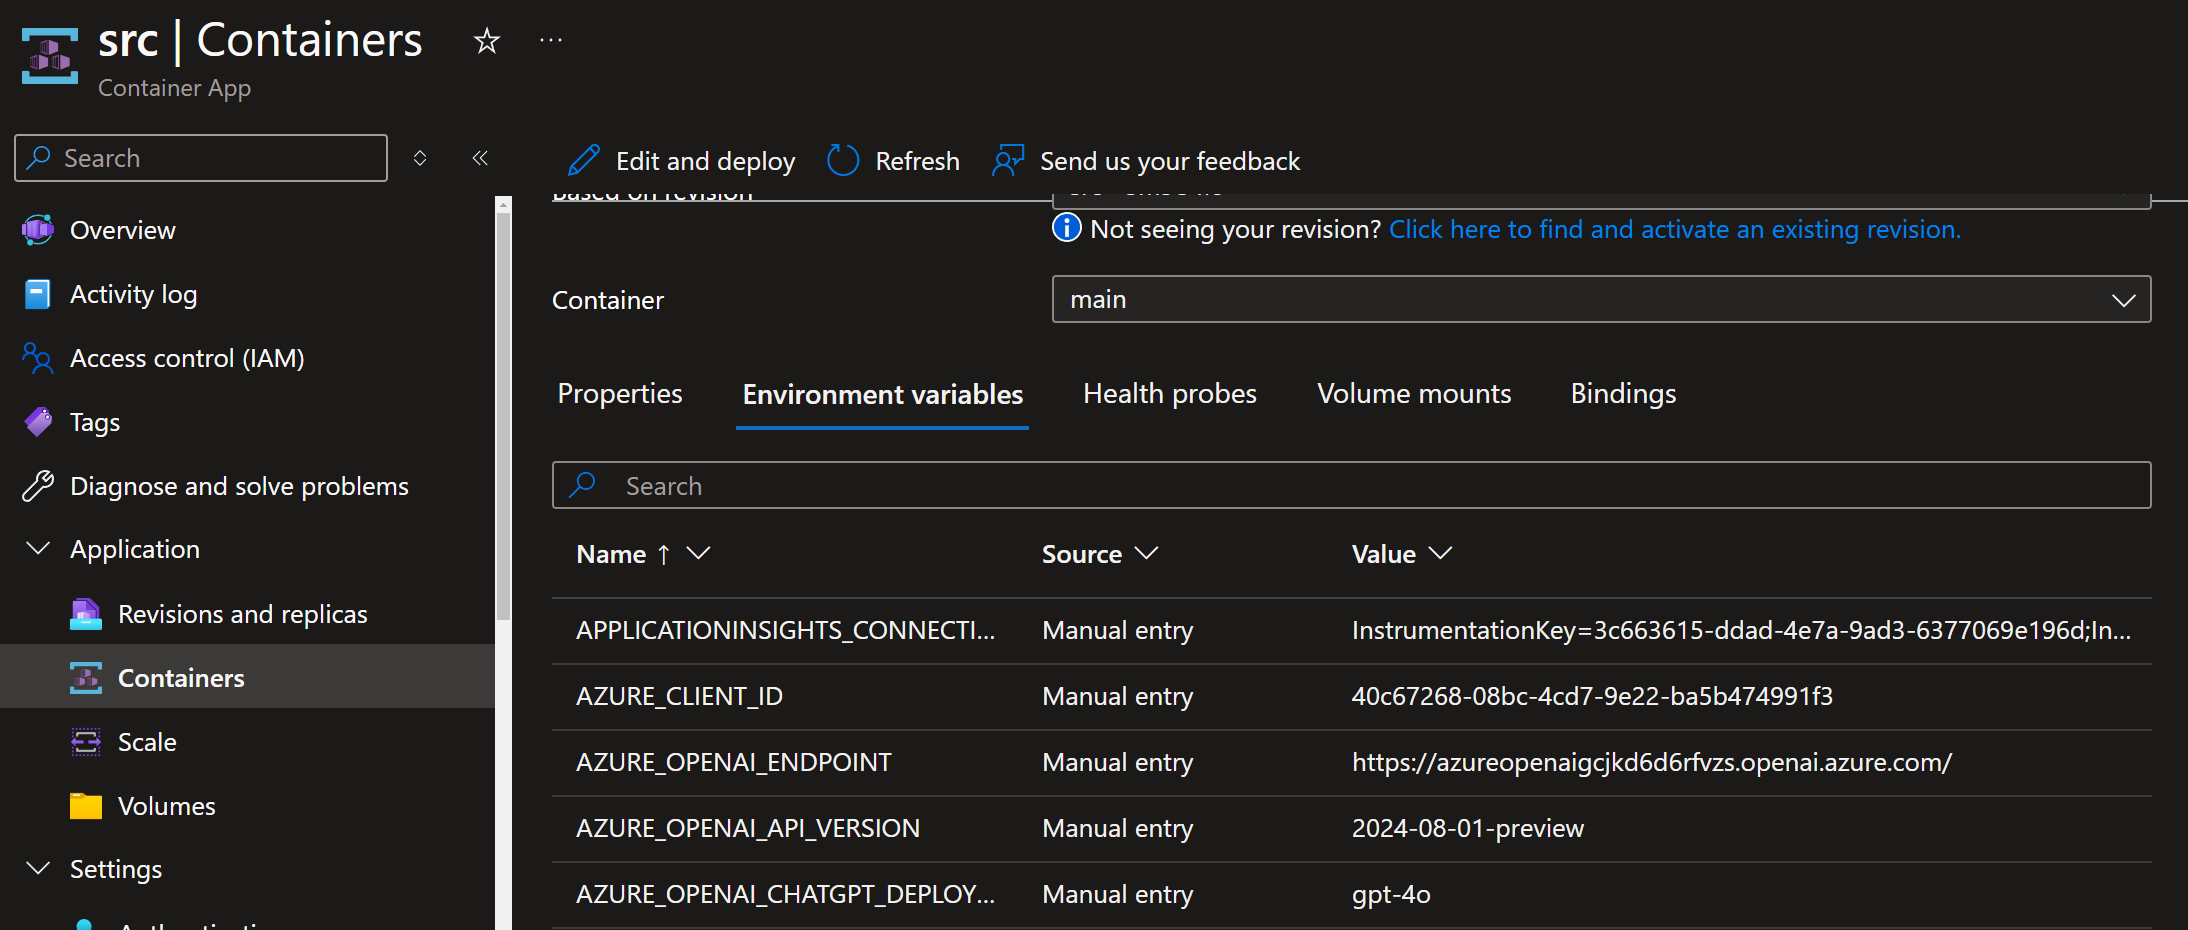 src | Containers
Container App
Search
Edit and deploy
Refresh
Send us your feedback
Based on revision
Not seeing your revision? Click here to find and activate an existing revision.
Container
main
Overview
Activity log
Access control (IAM)
Tags
Diagnose and solve problems
Application
Revisions and replicas
Containers
Scale
Volumes
Settings
Properties
Environment variables
Health probes
Volume mounts
Bindings
Search
Name ↑
Source
Value
APPLICATIONINSIGHTS_CONNECTI... Manual entry InstrumentationKey=3c663615-ddad-4e7a-9ad3-6377069e196d;In...
AZURE_CLIENT_ID Manual entry 40c67268-08bc-4cd7-9e22-ba5b474991f3
AZURE_OPENAI_ENDPOINT Manual entry https://azureopenaigcjkd6d6rfvzs.openai.azure.com/
AZURE_OPENAI_API_VERSION Manual entry 2024-08-01-preview
AZURE_OPENAI_CHATGPT_DEPLOY... Manual entry gpt-4o